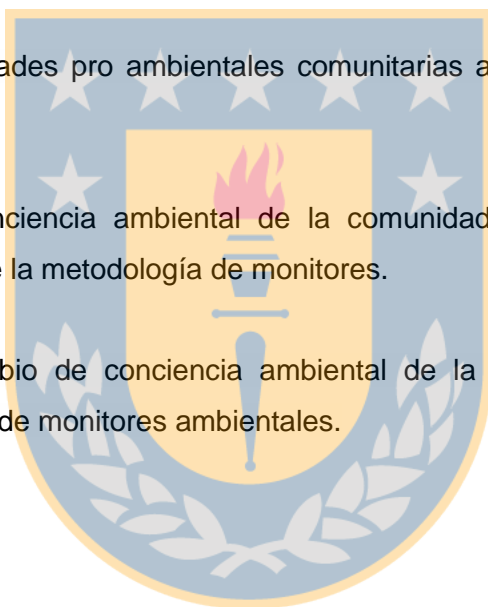 ades pro ambientales comunitarias a
nciencia ambiental de la comunidad
e la metodología de monitores.
bio de conciencia ambiental de la
de monitores ambientales.